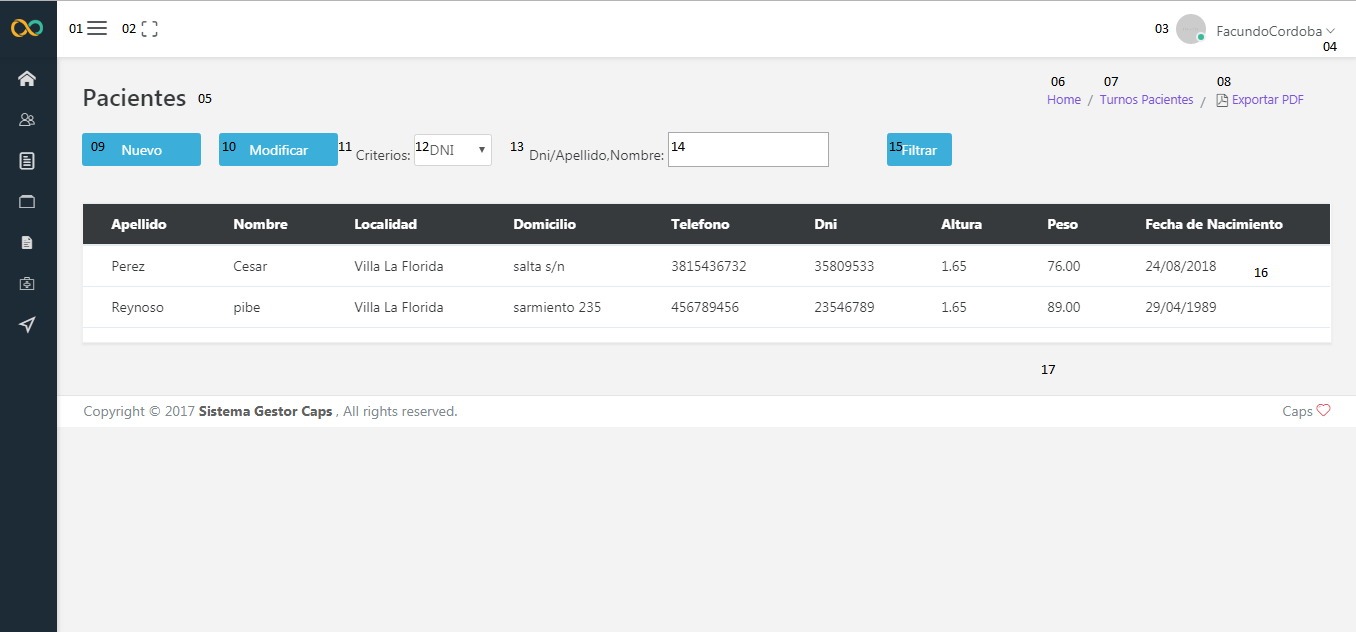 01 02 03 FacundoCordoba
04
06 07 08
Pacientes 05 Home / Turnos Pacientes / Exportar PDF
09 Nuevo 10 Modificar 11 Criterios: 12 DNI 13 Dni/Apellido,Nombre: 14 15 Filtrar
Apellido Nombre Localidad Domicilio Telefono Dni Altura Peso Fecha de Nacimiento
Perez Cesar Villa La Florida salta s/n 3815436732 35809533 1.65 76.00 24/08/2018 16
Reynoso pibe Villa La Florida sarmiento 235 456789456 23546789 1.65 89.00 29/04/1989
17
Copyright © 2017 Sistema Gestor Caps , All rights reserved. Caps